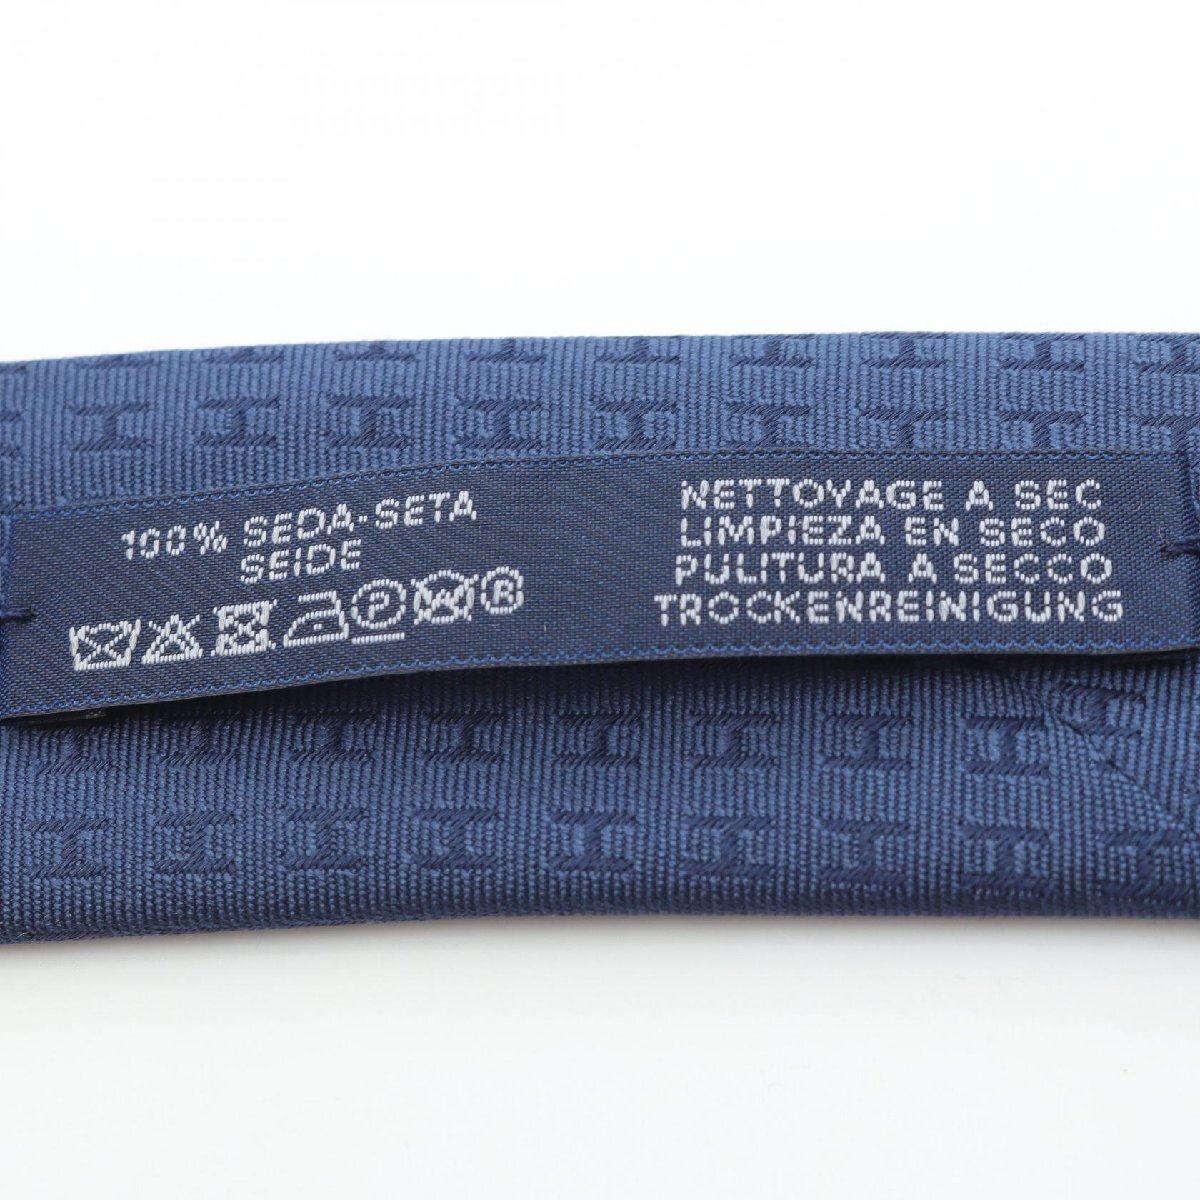 100% SEDA-SETA
SEIDE
P R
NETTOYAGE A SEC
LIMPIEZA EN SECO
PULITURA A SECCO
TROCKENREINIGUNG